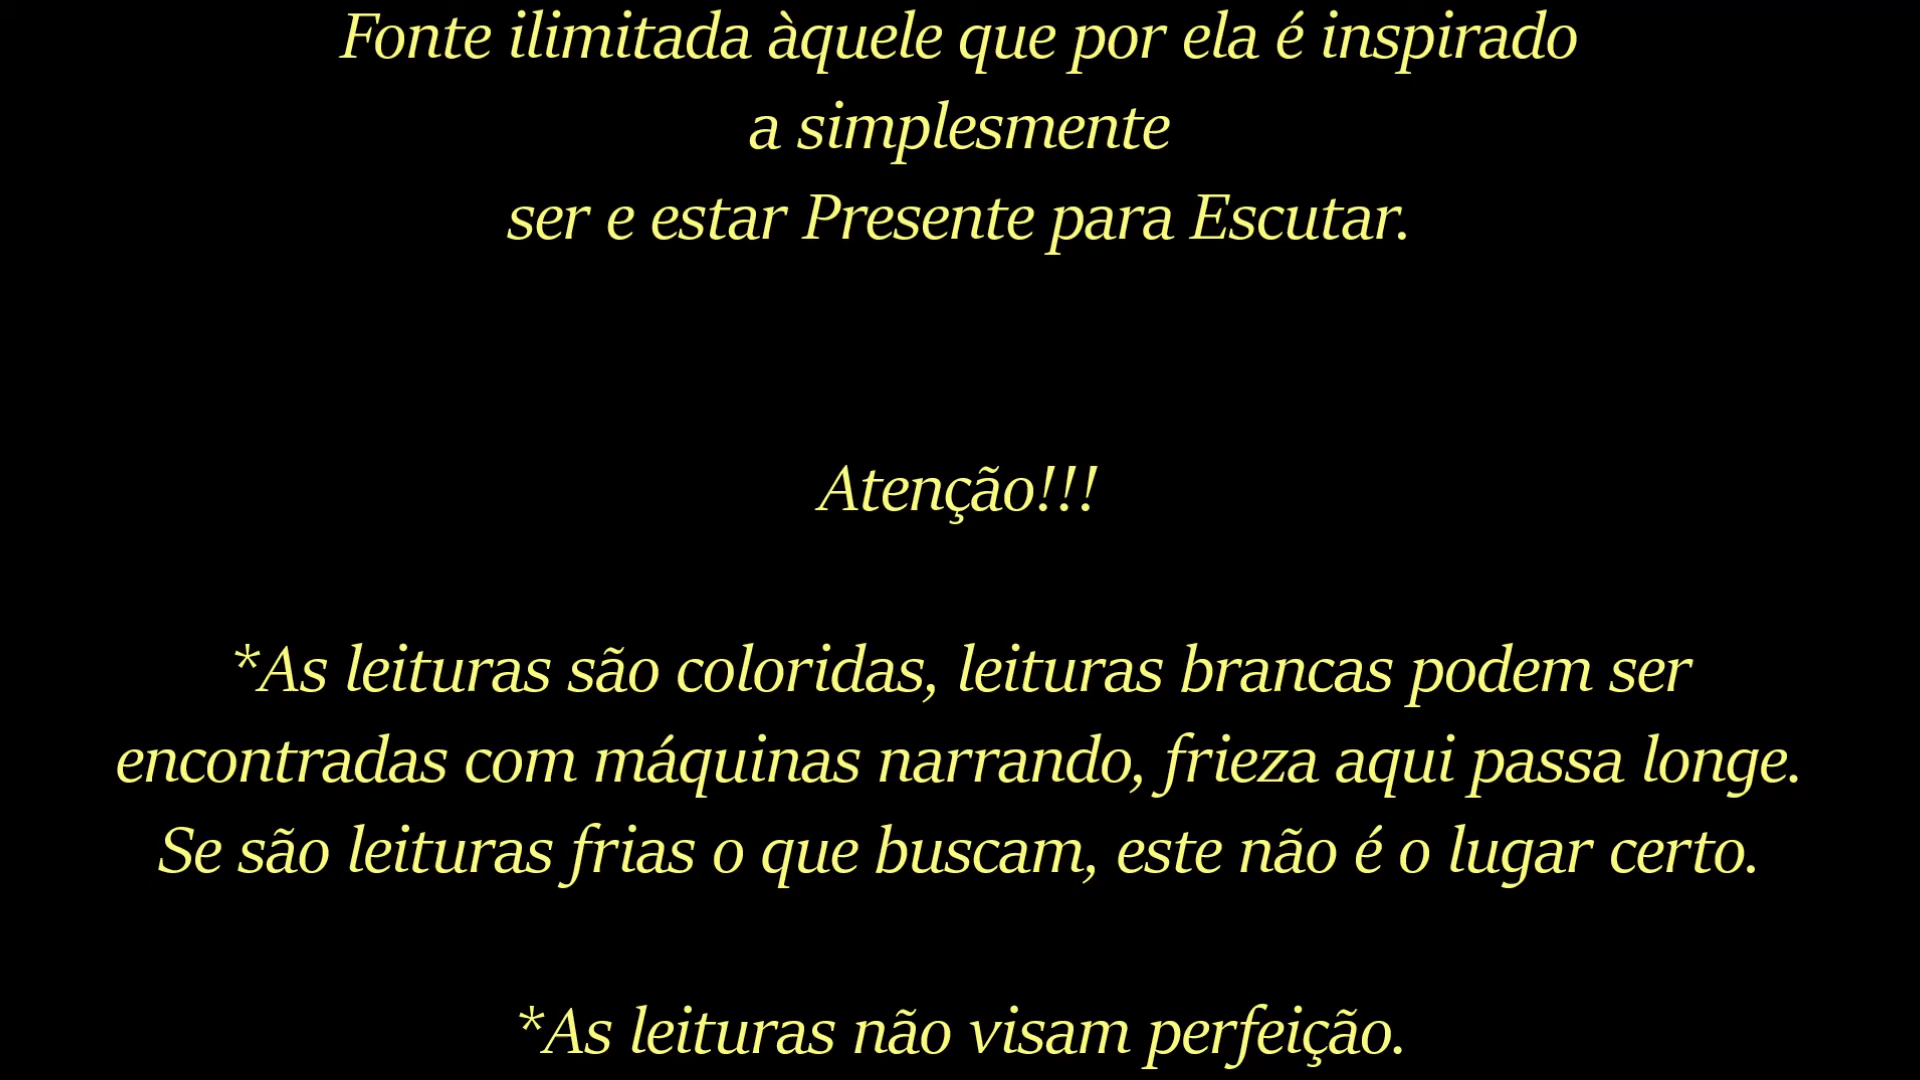 Fonte ilimitada àquele que por ela é inspirado
a simplesmente
ser e estar Presente para Escutar.
Atenção!!!
*As leituras são coloridas, leituras brancas podem ser
encontradas com máquinas narrando, frieza aqui passa longe.
Se são leituras frias o que buscam, este não é o lugar certo.
*As leituras não visam perfeição.